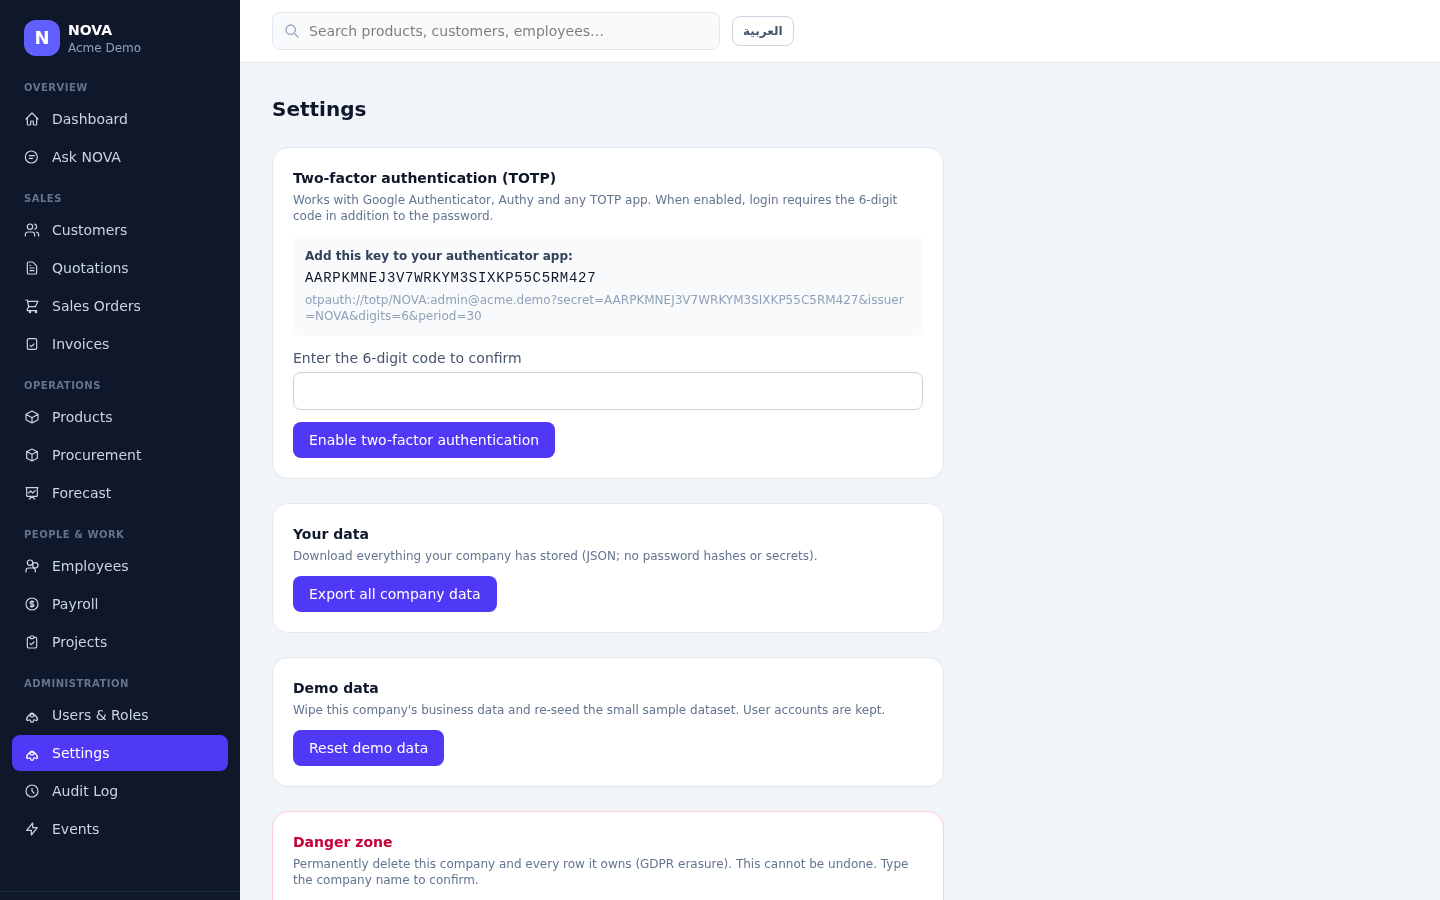 N
NOVA
Acme Demo
OVERVIEW
Dashboard
Ask NOVA
SALES
Customers
Quotations
Sales Orders
Invoices
OPERATIONS
Products
Procurement
Forecast
PEOPLE & WORK
Employees
Payroll
Projects
ADMINISTRATION
Users & Roles
Settings
Audit Log
Events
Search products, customers, employees...
العربية
Settings
Two-factor authentication (TOTP)
Works with Google Authenticator, Authy and any TOTP app. When enabled, login requires the 6-digit
code in addition to the password.
Add this key to your authenticator app:
AARPKMNEJ3V7WRKYM3SIXKP55C5RM427
otpauth://totp/NOVA:admin@acme.demo?secret=AARPKMNEJ3V7WRKYM3SIXKP55C5RM427&issuer
=NOVA&digits=6&period=30
Enter the 6-digit code to confirm
Enable two-factor authentication
Your data
Download everything your company has stored (JSON; no password hashes or secrets).
Export all company data
Demo data
Wipe this company's business data and re-seed the small sample dataset. User accounts are kept.
Reset demo data
Danger zone
Permanently delete this company and every row it owns (GDPR erasure). This cannot be undone. Type
the company name to confirm.